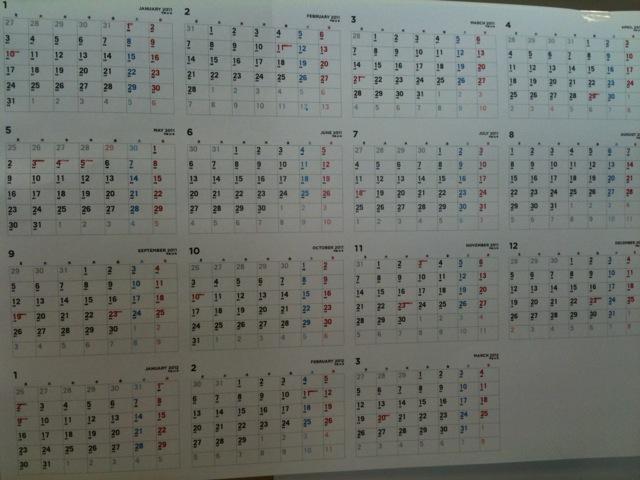 1 JANUARY 2011
27 28 29 30 31 1 2
3 4 5 6 7 8 9
10 11 12 13 14 15 16
17 18 19 20 21 22 23
24 25 26 27 28 29 30
31 1 2 3 4 5 6
2 FEBRUARY 2011
31 1 2 3 4 5 6
7 8 9 10 11 12 13
14 15 16 17 18 19 20
21 22 23 24 25 26 27
28 1 2 3 4 5 6
7 8 9 10 11 12 13
3 MARCH 2011
28 1 2 3 4 5 6
7 8 9 10 11 12 13
14 15 16 17 18 19 20
21 22 23 24 25 26 27
28 29 30 31 1 2 3
4 5 6 7 8 9 10
4 APRIL
28 29 30 31 1 2 3
4 5 6 7 8 9 10
11 12 13 14 15 16 17
18 19 20 21 22 23 24
25 26 27 28 29 30
2 3 4 5 6 7
5 MAY 2011
25 26 27 28 29 30 1
2 3 4 5 6 7 8
9 10 11 12 13 14 15
16 17 18 19 20 21 22
23 24 25 26 27 28 29
30 31 1 2 3 4 5
6 JUNE 2011
30 31 1 2 3 4 5
6 7 8 9 10 11 12
13 14 15 16 17 18 19
20 21 22 23 24 25 26
27 28 29 30 1 2 3
4 5 6 7 8 9 10
7 JULY 2011
27 28 29 30 1 2 3
4 5 6 7 8 9 10
11 12 13 14 15 16 17
18 19 20 21 22 23 24
25 26 27 28 29 30 31
1 2 3 4 5 6 7
8 AUGUST
1 2 3 4 5 6 7
8 9 10 11 12 13 14
15 16 17 18 19 20 21
22 23 24 25 26 27 28
29 30 31 1 2 3 4
5 6 7 8 9 10 11
9 SEPTEMBER 2011
29 30 31 1 2 3 4
5 6 7 8 9 10 11
12 13 14 15 16 17 18
19 20 21 22 23 24 25
26 27 28 29 30 1 2
3 4 5 6 7 8 9
10 OCTOBER 2011
26 27 28 29 30 1 2
3 4 5 6 7 8 9
10 11 12 13 14 15 16
17 18 19 20 21 22 23
24 25 26 27 28 29 30
31 1 2 3 4 5 6
11 NOVEMBER 2011
31 1 2 3 4 5 6
7 8 9 10 11 12 13
14 15 16 17 18 19 20
21 22 23 24 25 26 27
28 29 30 1 2 3 4
5 6 7 8 9 10 11
12 DECEMBER
28 29 30 1 2 3 4
5 6 7 8 9 10 11
12 13 14 15 16 17 18
19 20 21 22 23 24 25
26 27 28 29 30 31 1
2 3 4 5 6 7 8
1 JANUARY 2012
26 27 28 29 30 31 1
2 3 4 5 6 7 8
9 10 11 12 13 14 15
16 17 18 19 20 21 22
23 24 25 26 27 28 29
30 31 1 2 3 4 5
2 FEBRUARY 2012
30 31 1 2 3 4 5
6 7 8 9 10 11 12
13 14 15 16 17 18 19
20 21 22 23 24 25 26
27 28 29 1 2 3 4
5 6 7 8 9 10 11
3 MARCH 2012
27 28 29 1 2 3 4
5 6 7 8 9 10 11
12 13 14 15 16 17 18
19 20 21 22 23 24 25
26 27 28 29 30 31 1
2 3 4 5 6 7 8